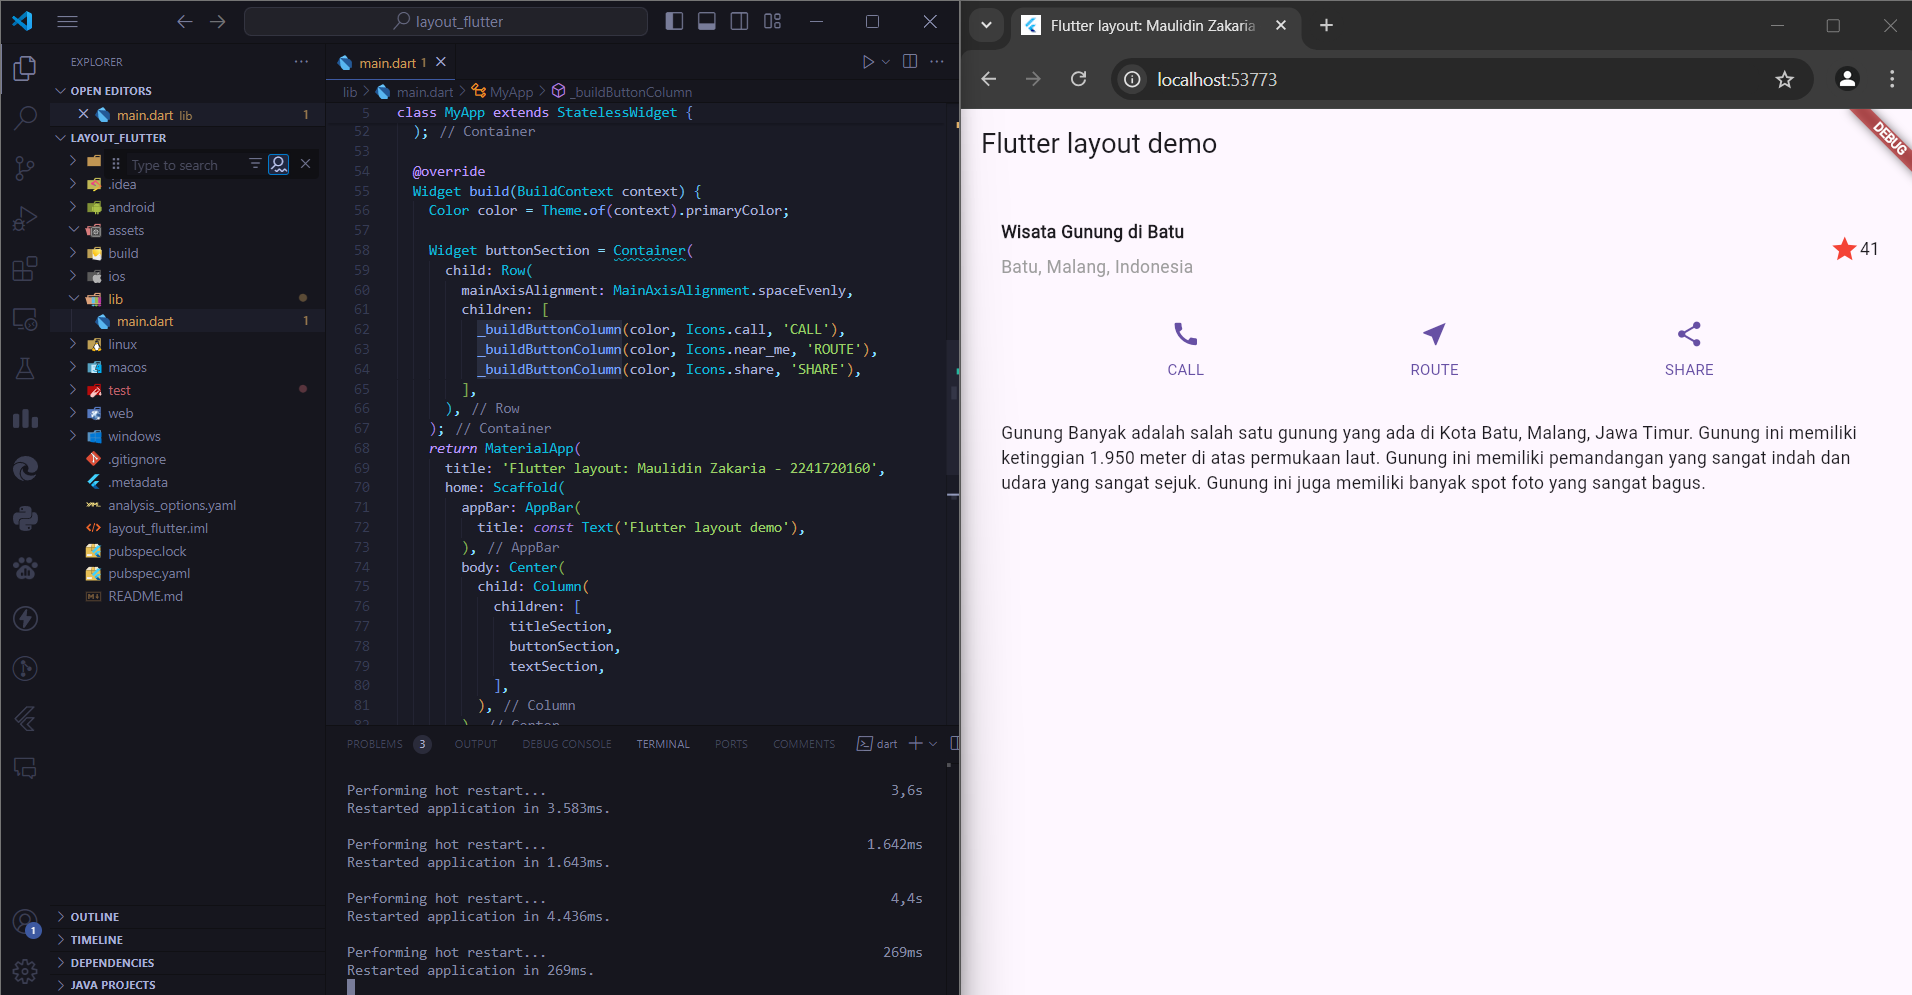 layout_flutter
EXPLORER
OPEN EDITORS
main.dart lib 1
LAYOUT_FLUTTER
Type to search
.idea
android
assets
build
ios
lib
main.dart 1
linux
macos
test
web
windows
.gitignore
.metadata
analysis_options.yaml
layout_flutter.iml
pubspec.lock
pubspec.yaml
README.md
OUTLINE
TIMELINE
DEPENDENCIES
JAVA PROJECTS
1
main.dart 1
lib > main.dart > MyApp > _buildButtonColumn
5 class MyApp extends StatelessWidget {
52 ); // Container
53
54 @override
55 Widget build(BuildContext context) {
56 Color color = Theme.of(context).primaryColor;
57
58 Widget buttonSection = Container(
59 child: Row(
60 mainAxisAlignment: MainAxisAlignment.spaceEvenly,
61 children: [
62 _buildButtonColumn(color, Icons.call, 'CALL'),
63 _buildButtonColumn(color, Icons.near_me, 'ROUTE'),
64 _buildButtonColumn(color, Icons.share, 'SHARE'),
65 ],
66 ), // Row
67 ); // Container
68 return MaterialApp(
69 title: 'Flutter layout: Maulidin Zakaria - 2241720160',
70 home: Scaffold(
71 appBar: AppBar(
72 title: const Text('Flutter layout demo'),
73 ), // AppBar
74 body: Center(
75 child: Column(
76 children: [
77 titleSection,
78 buttonSection,
79 textSection,
80 ],
81 ), // Column
82 ), // Center
PROBLEMS 3 OUTPUT DEBUG CONSOLE TERMINAL PORTS COMMENTS dart
Performing hot restart... 3,6s
Restarted application in 3.583ms.
Performing hot restart... 1.642ms
Restarted application in 1.643ms.
Performing hot restart... 4,4s
Restarted application in 4.436ms.
Performing hot restart... 269ms
Restarted application in 269ms.
Flutter layout: Maulidin Zakaria
localhost:53773
Flutter layout demo
DEBUG
Wisata Gunung di Batu
Batu, Malang, Indonesia
41
CALL ROUTE SHARE
Gunung Banyak adalah salah satu gunung yang ada di Kota Batu, Malang, Jawa Timur. Gunung ini memiliki
ketinggian 1.950 meter di atas permukaan laut. Gunung ini memiliki pemandangan yang sangat indah dan
udara yang sangat sejuk. Gunung ini juga memiliki banyak spot foto yang sangat bagus.